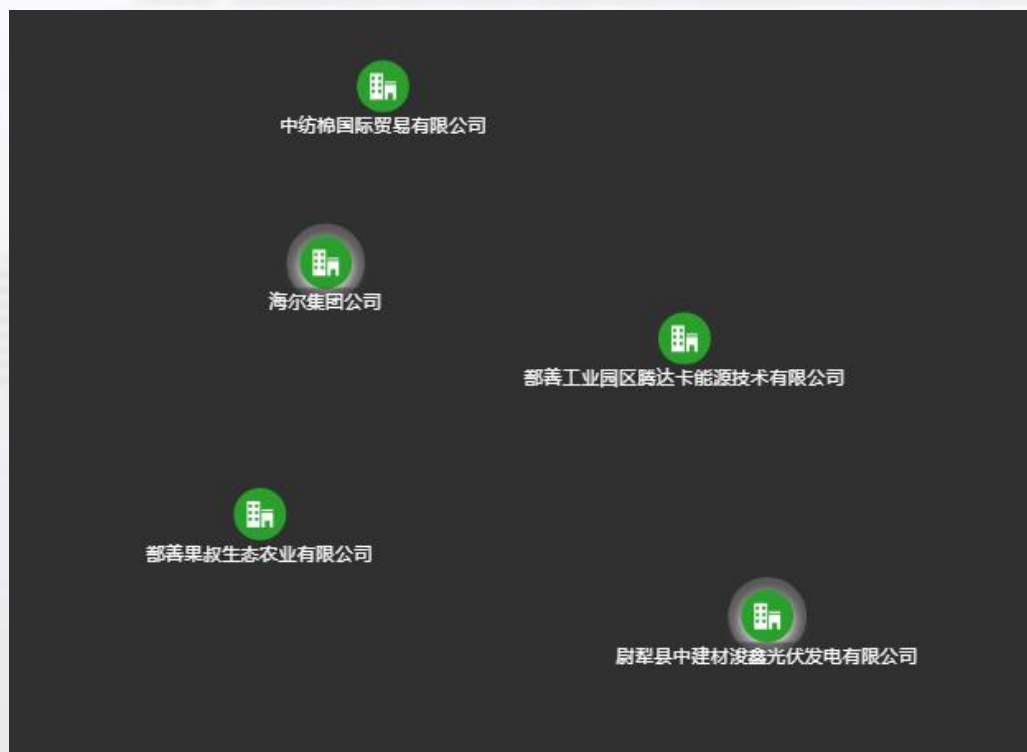 中纺棉国际贸易有限公司
海尔集团公司
鄯善工业园区腾达卡能源技术有限公司
鄯善果叔生态农业有限公司
尉犁县中建材浚鑫光伏发电有限公司